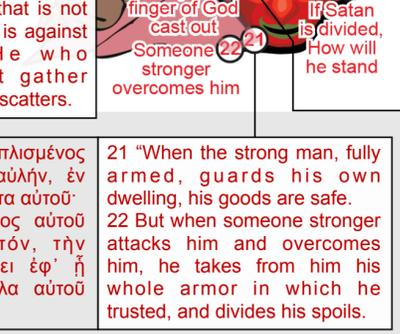 that is not
is against
He who
t gather
scatters.
finger of God
cast out
Someone
stronger
overcomes him
22
21
If Satan
is divided,
How will
he stand
πλισμένος
αὐλήν, ἐν
τα αὐτοῦ·
ος αὐτοῦ
τόν, τὴν
ει ἐφ’ ᾗ
λα αὐτοῦ
21 “When the strong man, fully
armed, guards his own
dwelling, his goods are safe.
22 But when someone stronger
attacks him and overcomes
him, he takes from him his
whole armor in which he
trusted, and divides his spoils.